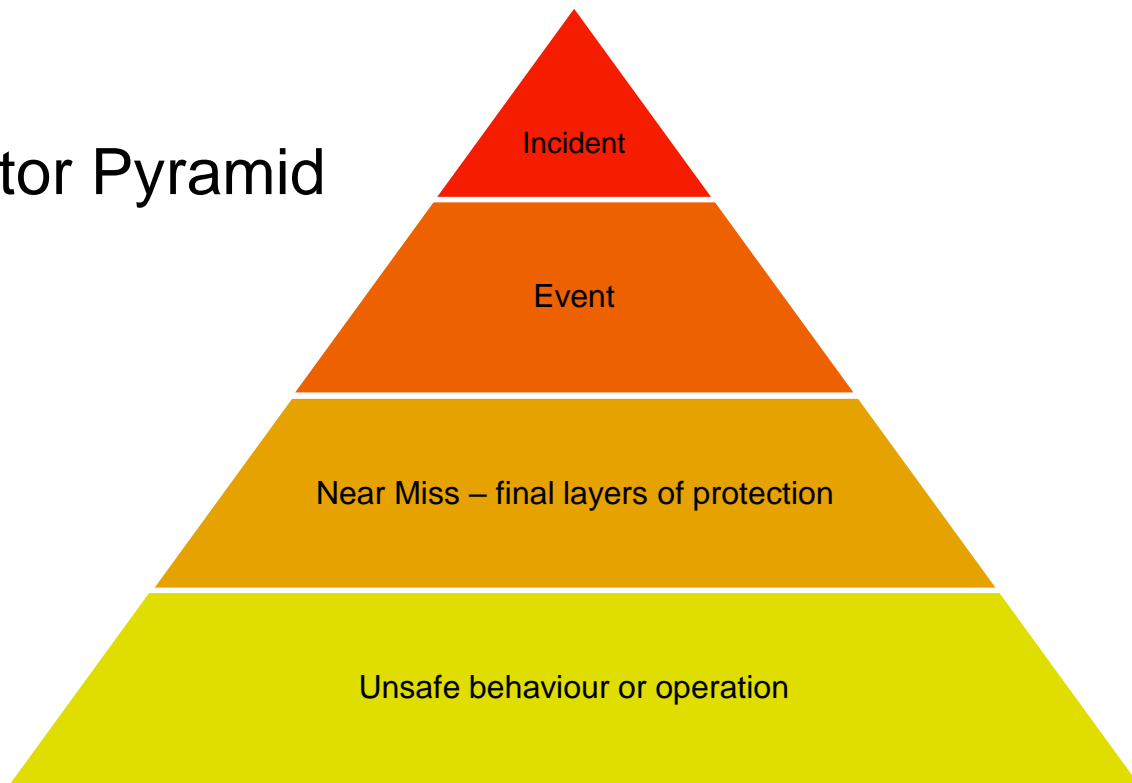 tor Pyramid
Incident
Event
Near Miss – final layers of protection
Unsafe behaviour or operation